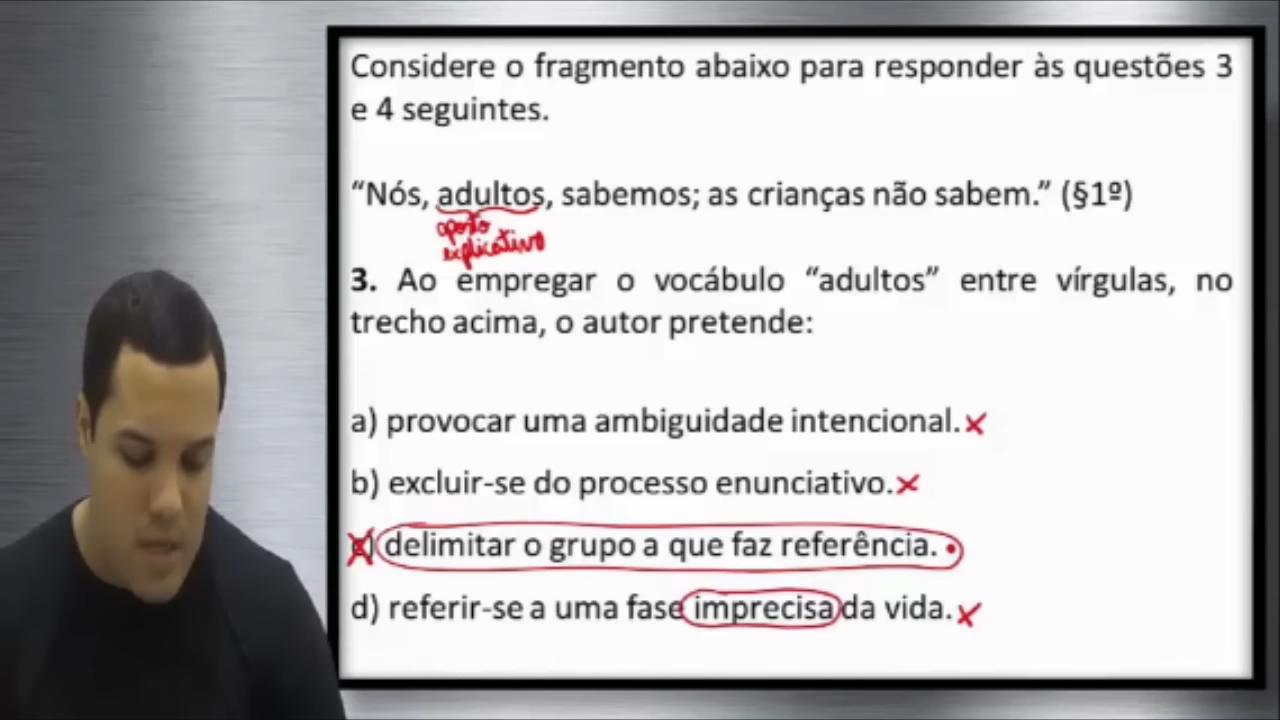 Considere o fragmento abaixo para responder às questões 3
e 4 seguintes.
“Nós, adultos, sabemos; as crianças não sabem.” (§1º)
aposto
explicativo
3. Ao empregar o vocábulo “adultos” entre vírgulas, no
trecho acima, o autor pretende:
a) provocar uma ambiguidade intencional.
b) excluir-se do processo enunciativo.
c) delimitar o grupo a que faz referência.
d) referir-se a uma fase imprecisa da vida.